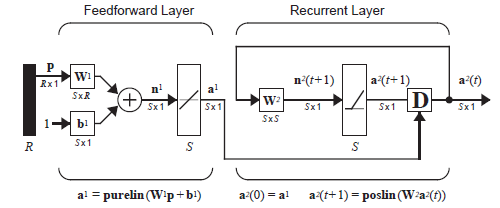 Feedforward Layer
Recurrent Layer
p
R x 1
W¹
S x R
1
b¹
S x 1
R
+
n¹
S x 1
a¹
S x 1
S
W²
S x S
n²(t+1)
S x 1
S
a²(t+1)
S x 1
D
a²(t)
S x 1
a¹ = purelin (W¹p + b¹)
a²(0) = a¹ a²(t+1) = poslin (W²a²(t))